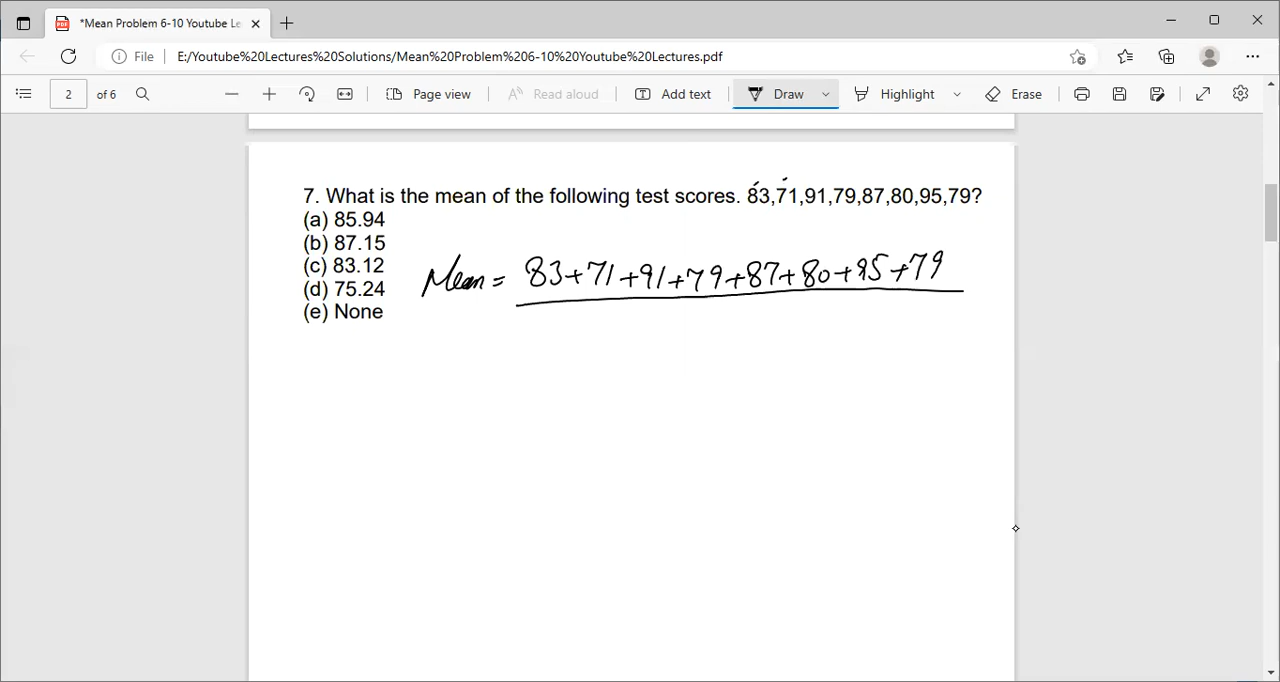 *Mean Problem 6-10 Youtube Le
File E:/Youtube%20Lectures%20Solutions/Mean%20Problem%206-10%20Youtube%20Lectures.pdf
2 of 6 Page view Read aloud Add text Draw Highlight Erase
7. What is the mean of the following test scores. 83,71,91,79,87,80,95,79?
(a) 85.94
(b) 87.15
(c) 83.12
(d) 75.24
(e) None
Mean = 83+71+91+79+87+80+95+79